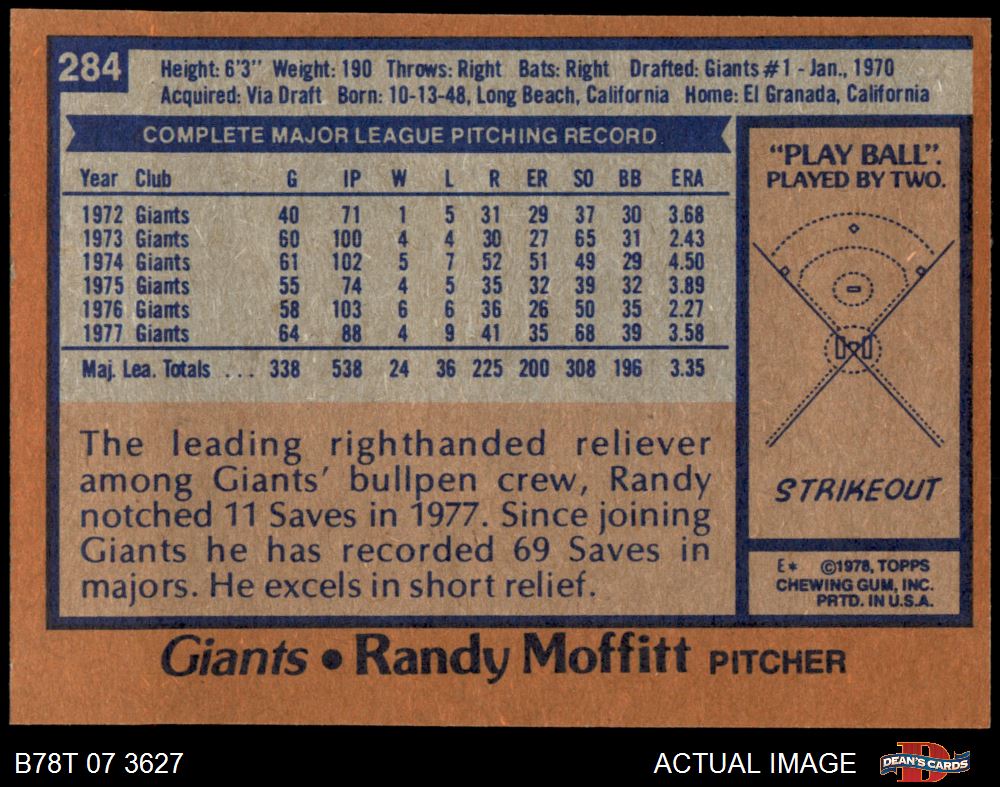 284
Height: 6'3" Weight: 190 Throws: Right Bats: Right Drafted: Giants #1 - Jan., 1970
Acquired: Via Draft Born: 10-13-48, Long Beach, California Home: El Granada, California
COMPLETE MAJOR LEAGUE PITCHING RECORD
Year Club G IP W L R ER SO BB ERA
1972 Giants 40 71 1 5 31 29 37 30 3.68
1973 Giants 60 100 4 4 30 27 65 31 2.43
1974 Giants 61 102 5 7 52 51 49 29 4.50
1975 Giants 55 74 4 5 35 32 39 32 3.89
1976 Giants 58 103 6 6 36 26 50 35 2.27
1977 Giants 64 88 4 9 41 35 68 39 3.58
Maj. Lea. Totals ... 338 538 24 36 225 200 308 196 3.35
The leading righthanded reliever
among Giants' bullpen crew, Randy
notched 11 Saves in 1977. Since joining
Giants he has recorded 69 Saves in
majors. He excels in short relief.
"PLAY BALL".
PLAYED BY TWO.
STRIKEOUT
E* ©1978, TOPPS
CHEWING GUM, INC.
PRTD. IN U.S.A.
Giants • Randy Moffitt PITCHER
B78T 07 3627
ACTUAL IMAGE
D
DEAN'S CARDS